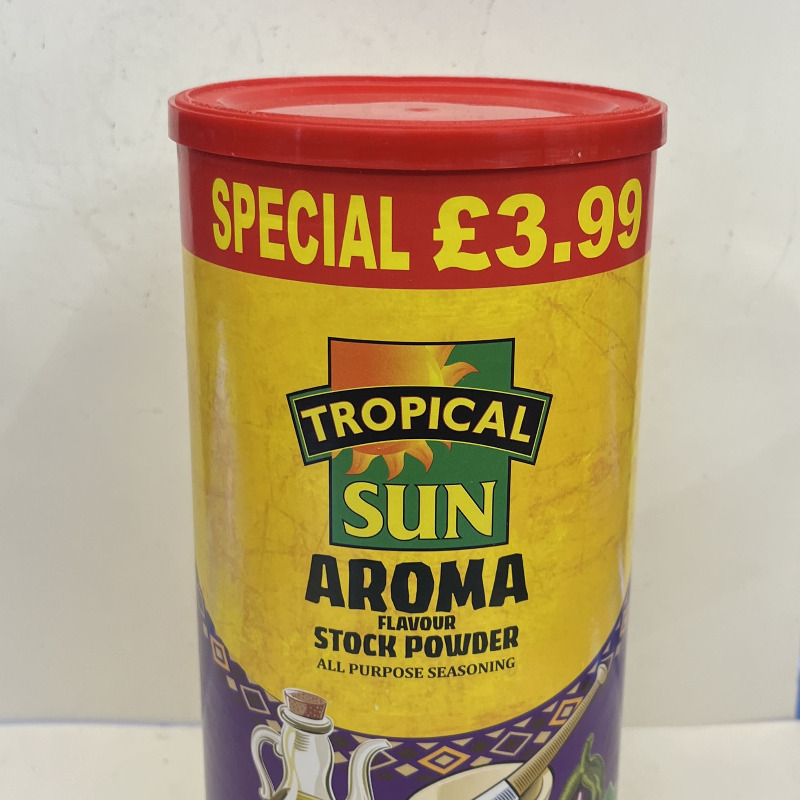 SPECIAL £3.99
TROPICAL
SUN
AROMA
FLAVOUR
STOCK POWDER
ALL PURPOSE SEASONING